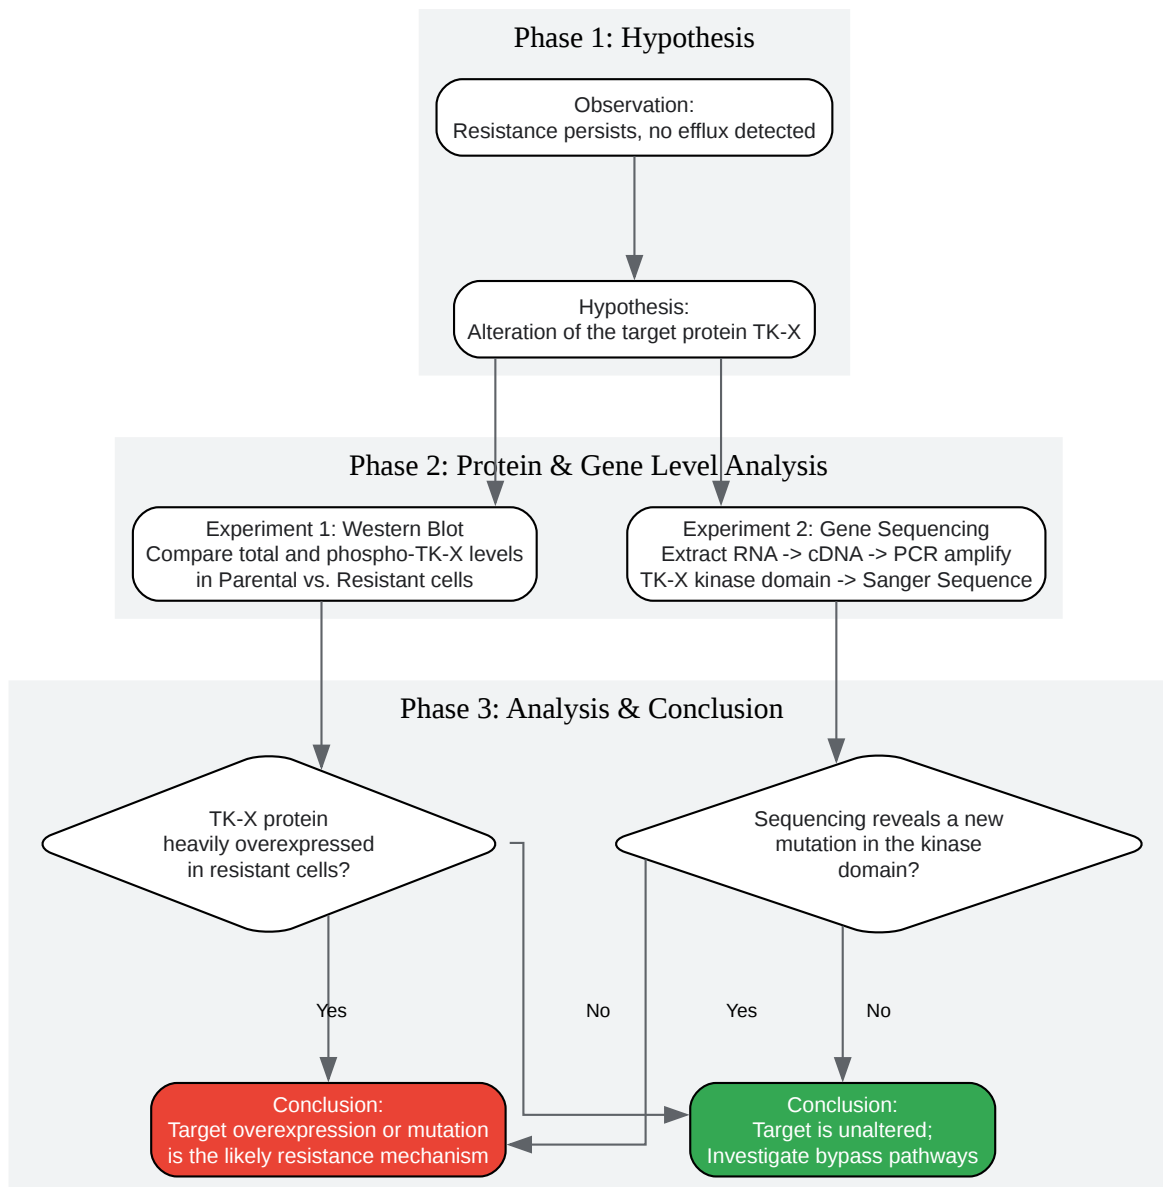 Phase 1: Hypothesis
Observation:
Resistance persists, no efflux detected
Hypothesis:
Alteration of the target protein TK-X
Phase 2: Protein & Gene Level Analysis
Experiment 1: Western Blot
Compare total and phospho-TK-X levels
in Parental vs. Resistant cells
Experiment 2: Gene Sequencing
Extract RNA -> cDNA -> PCR amplify
TK-X kinase domain -> Sanger Sequence
Phase 3: Analysis & Conclusion
TK-X protein
heavily overexpressed
in resistant cells?
Sequencing reveals a new
mutation in the kinase
domain?
Yes
No
Yes
No
Conclusion:
Target overexpression or mutation
is the likely resistance mechanism
Conclusion:
Target is unaltered;
Investigate bypass pathways